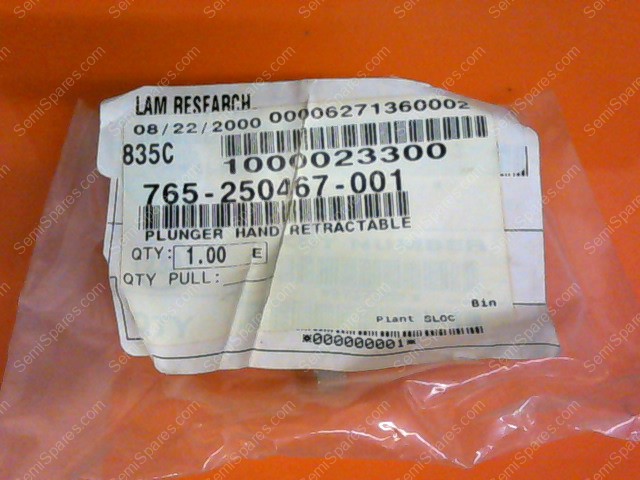 LAM RESEARCH
08/22/2000 00006271360002
835C
1000023300
765-250467-001
PLUNGER HAND RETRACTABLE
QTY: 1.00 E
QTY PULL:
Bin
Plant SLOC
*000000001*
SemiSpares.com